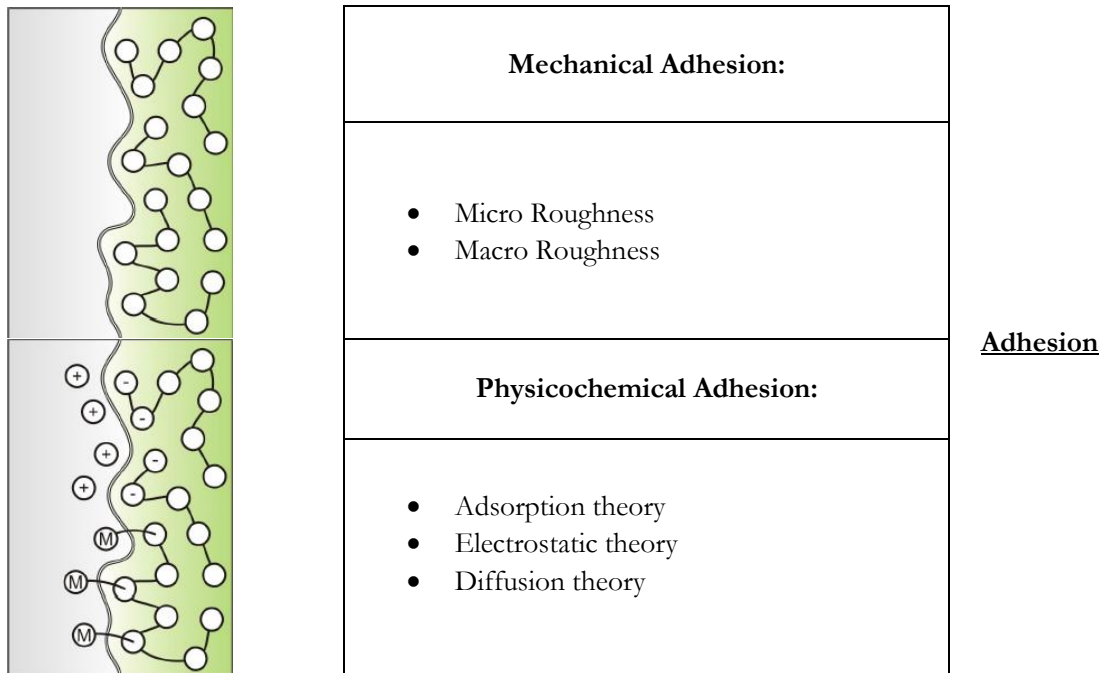 Mechanical Adhesion:
• Micro Roughness
• Macro Roughness
Adhesion
Physicochemical Adhesion:
• Adsorption theory
• Electrostatic theory
• Diffusion theory
+
-
+
-
+
-
+
-
M
M
M